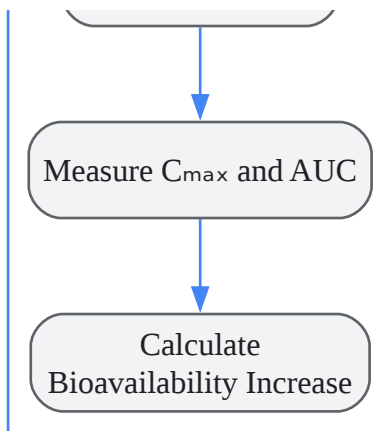 Measure Cₘₐₓ and AUC
Calculate
Bioavailability Increase